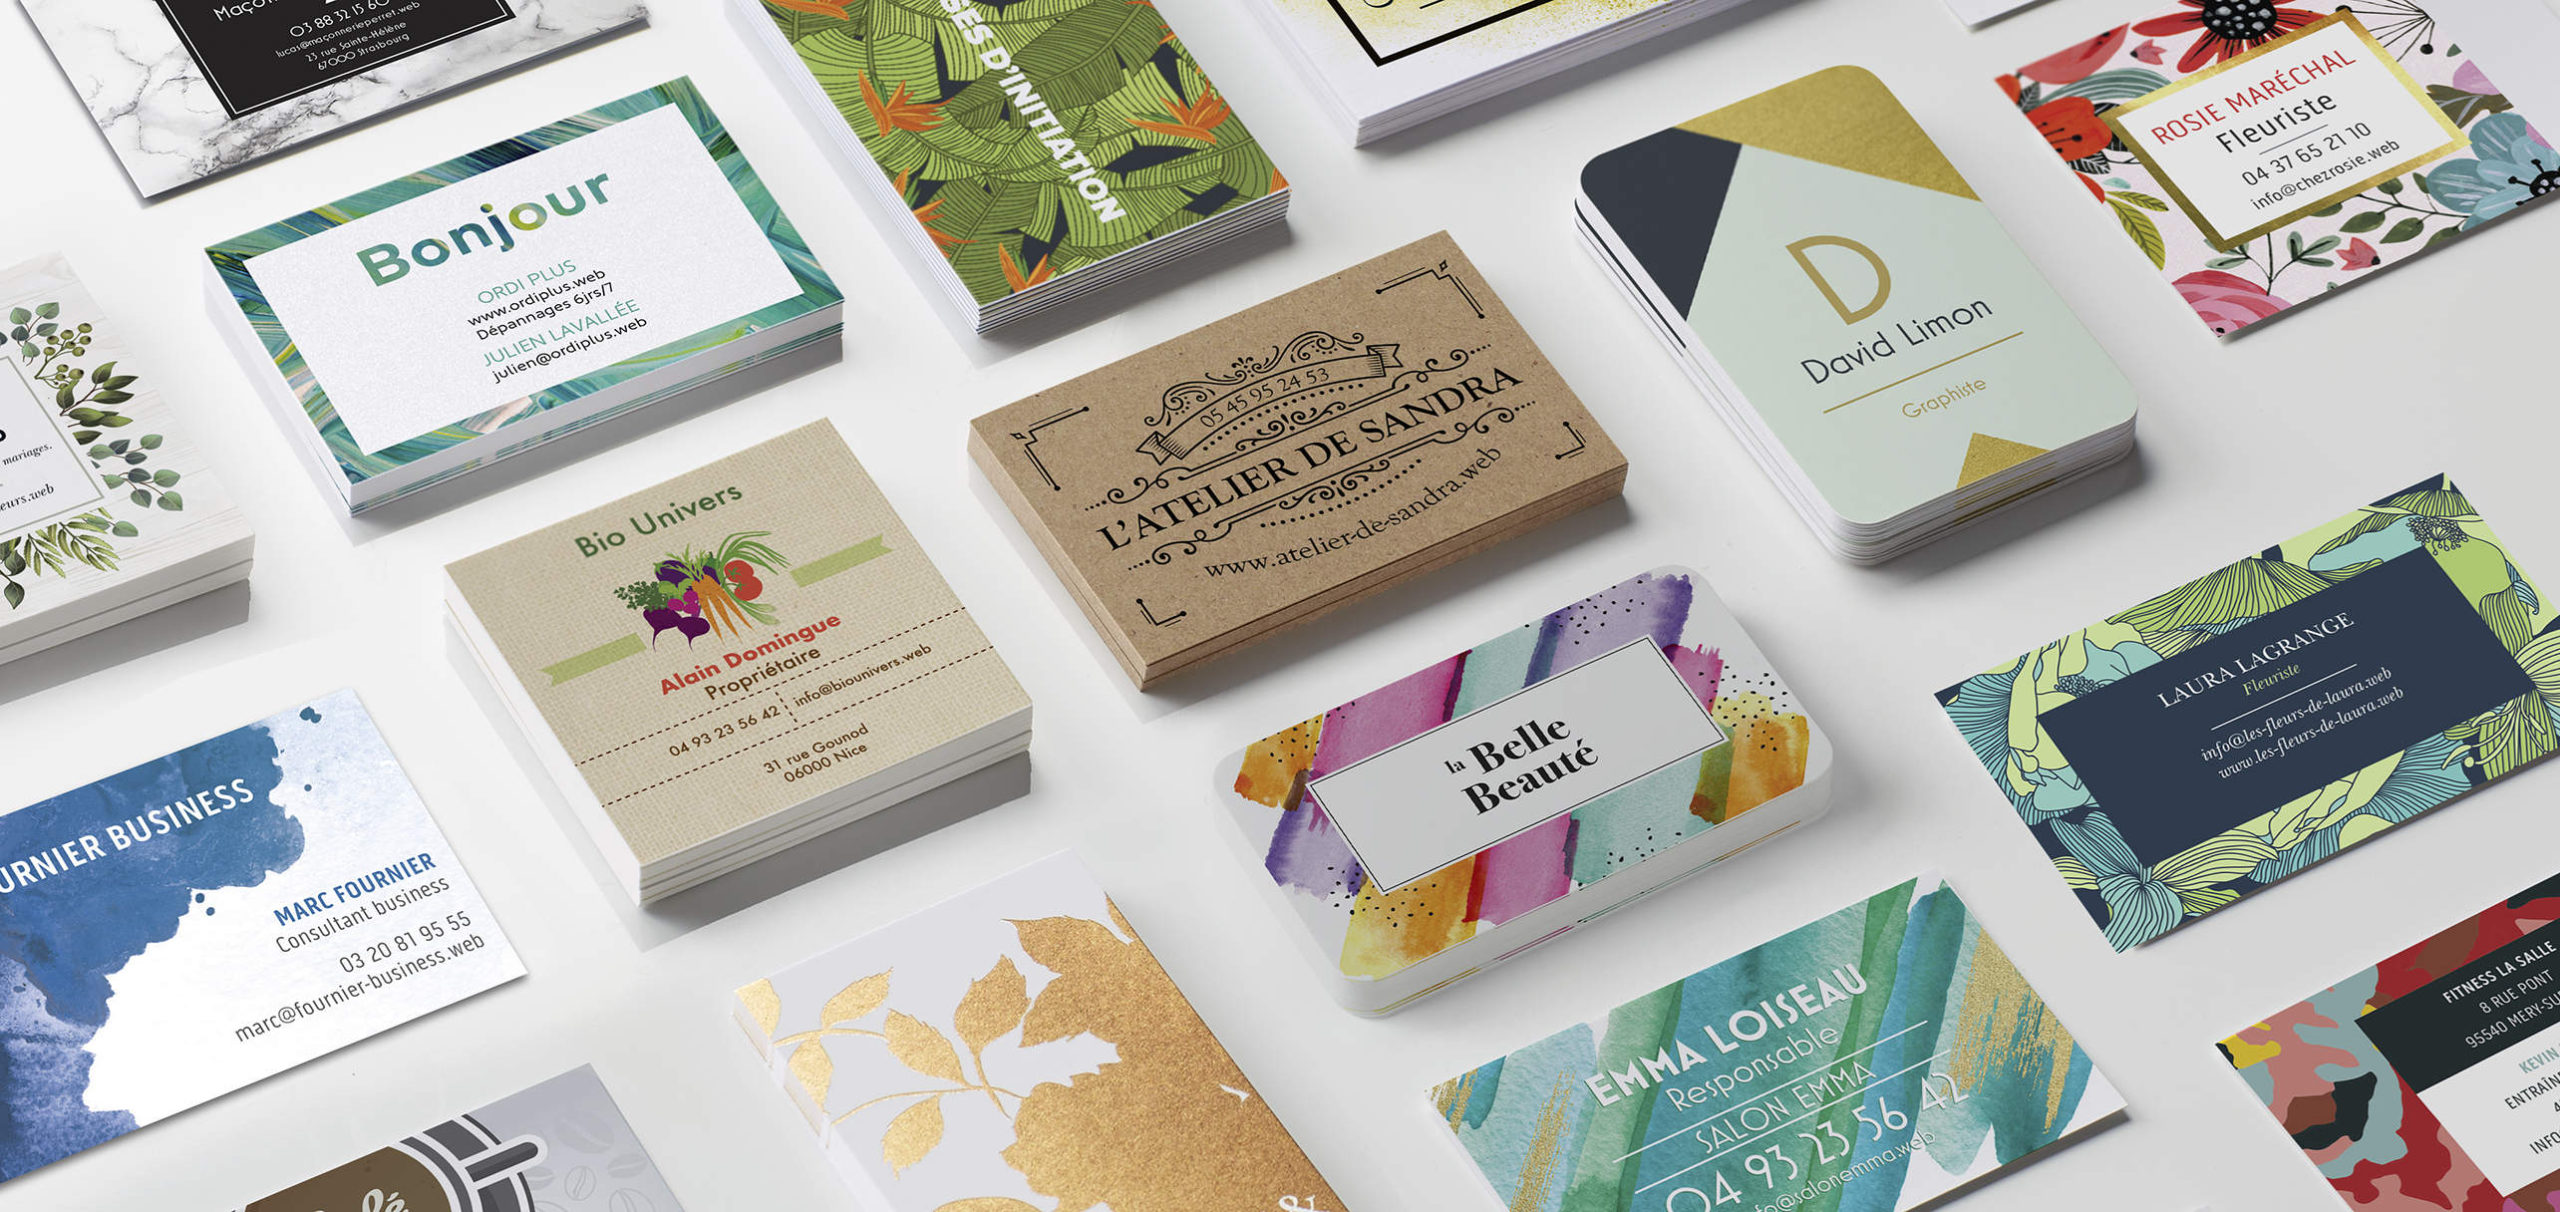 03 88 32 15 60
lucas@maçonnerieperret.web
23 rue Sainte-Hélène
67000 Strasbourg
Bonjour
ORDI PLUS
www.ordiplus.web
Dépannages 6jrs/7
JULIEN LAVALLÉE
julien@ordiplus.web
D'INITIATION
ROSIE MARÉCHAL
Fleuriste
04 37 65 21 10
info@chezrosie.web
D
David Limon
Graphiste
05 45 95 24 53
L'ATELIER DE SANDRA
www.atelier-de-sandra.web
mariages.
Bio Univers
Alain Domingue
Propriétaire
04 93 23 56 42
info@biounivers.web
31 rue Gounod
06000 Nice
la Belle
Beauté
LAURA LAGRANGE
Fleuriste
info@les-fleurs-de-laura.web
www.les-fleurs-de-laura.web
BUSINESS
MARC FOURNIER
Consultant business
03 20 81 95 55
marc@fournier-business.web
EMMA LOISEAU
Responsable
SALON EMMA
04 93 23 56 42
FITNESS LA SALLE
8 RUE PONT
95540
KEVIN
&